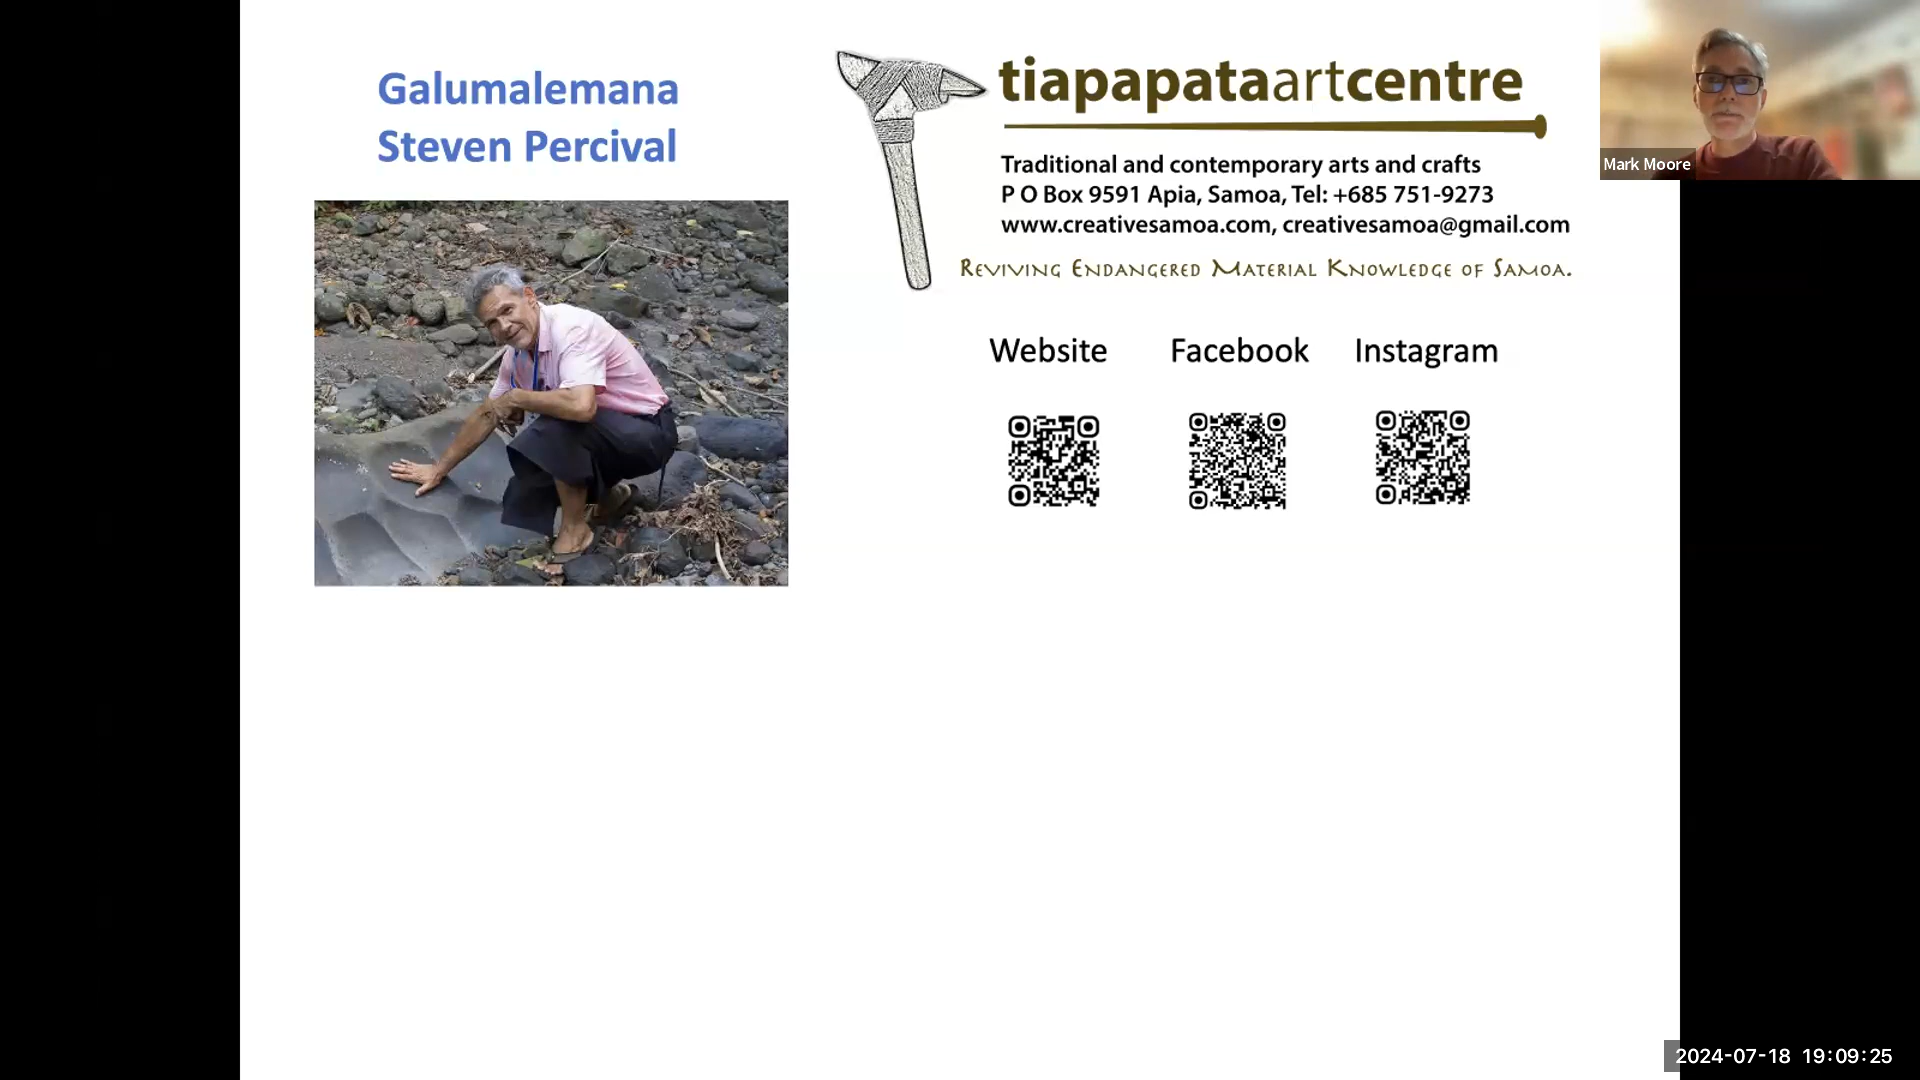 Galumalemana
Steven Percival
tiapapataartcentre
Traditional and contemporary arts and crafts
P O Box 9591 Apia, Samoa, Tel: +685 751-9273
www.creativesamoa.com, creativesamoa@gmail.com
Reviving Endangered Material Knowledge of Samoa.
Website Facebook Instagram
Mark Moore
2024-07-18 19:09:25